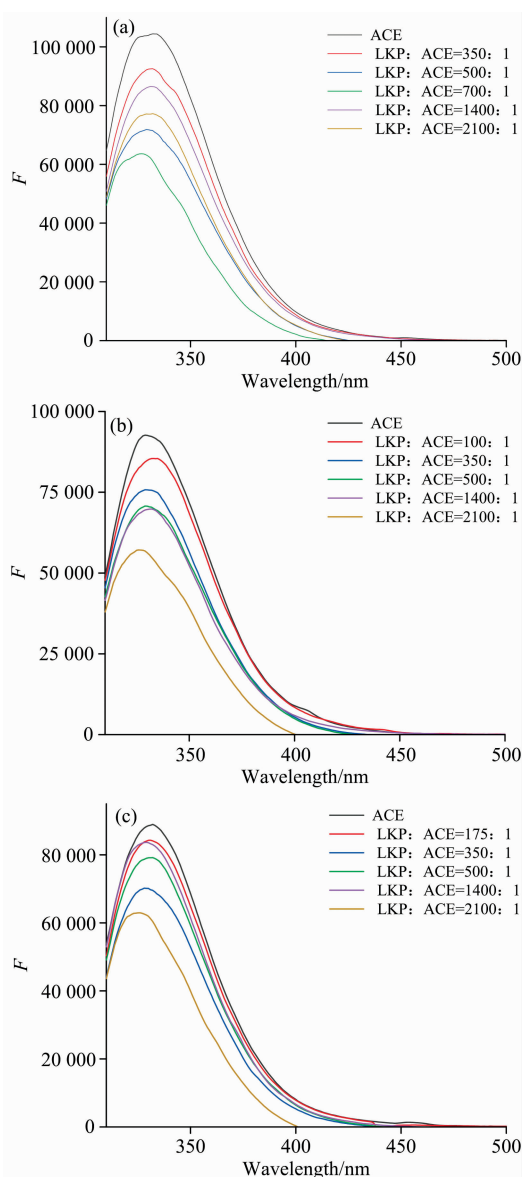 (a)
ACE
LKP：ACE=350：1
LKP：ACE=500：1
LKP：ACE=700：1
LKP：ACE=1400：1
LKP：ACE=2100：1
100 000
80 000
60 000
40 000
20 000
0
F
350 400 450 500
Wavelength/nm
(b)
ACE
LKP：ACE=100：1
LKP：ACE=350：1
LKP：ACE=500：1
LKP：ACE=1400：1
LKP：ACE=2100：1
100 000
75 000
50 000
25 000
0
F
350 400 450 500
Wavelength/nm
(c)
ACE
LKP：ACE=175：1
LKP：ACE=350：1
LKP：ACE=500：1
LKP：ACE=1400：1
LKP：ACE=2100：1
80 000
60 000
40 000
20 000
0
F
350 400 450 500
Wavelength/nm